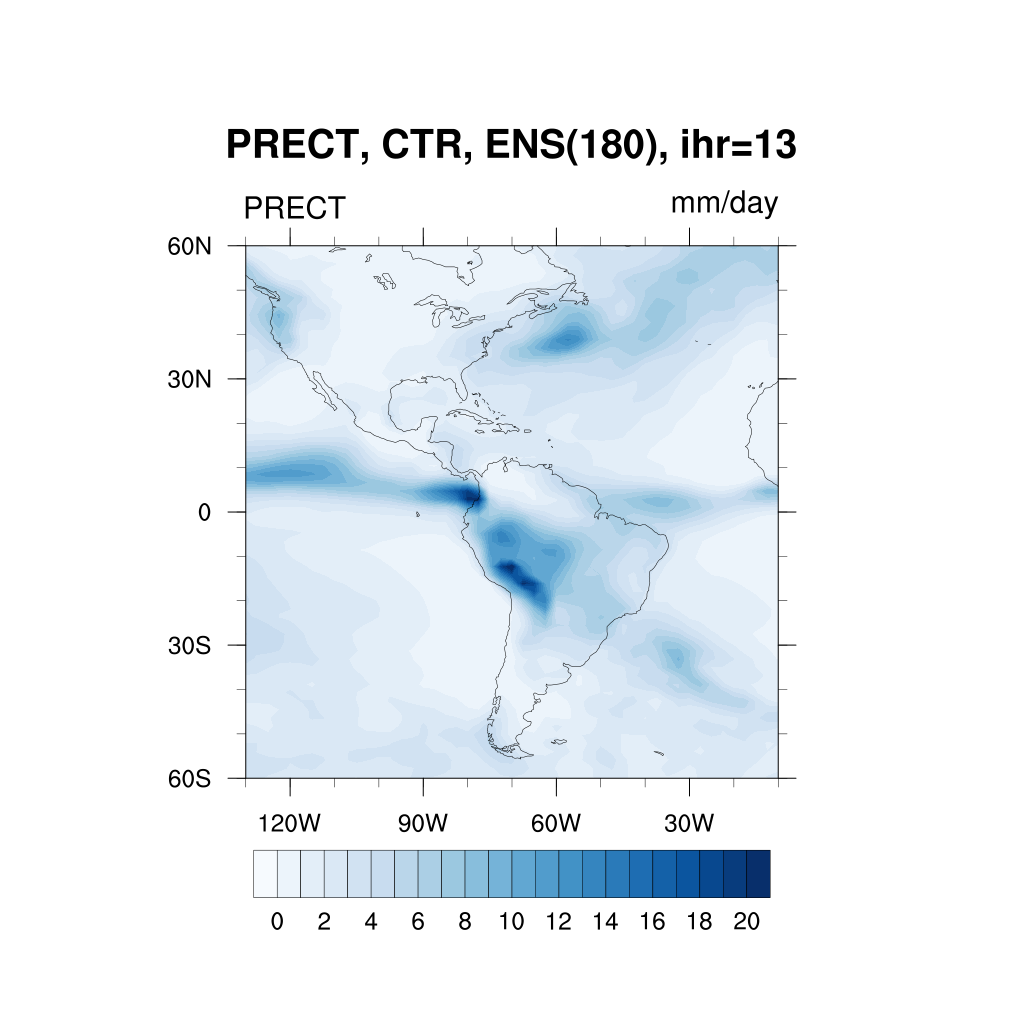 PRECT, CTR, ENS(180), ihr=13
PRECT mm/day
60N
30N
0
30S
60S
120W 90W 60W 30W
0 2 4 6 8 10 12 14 16 18 20